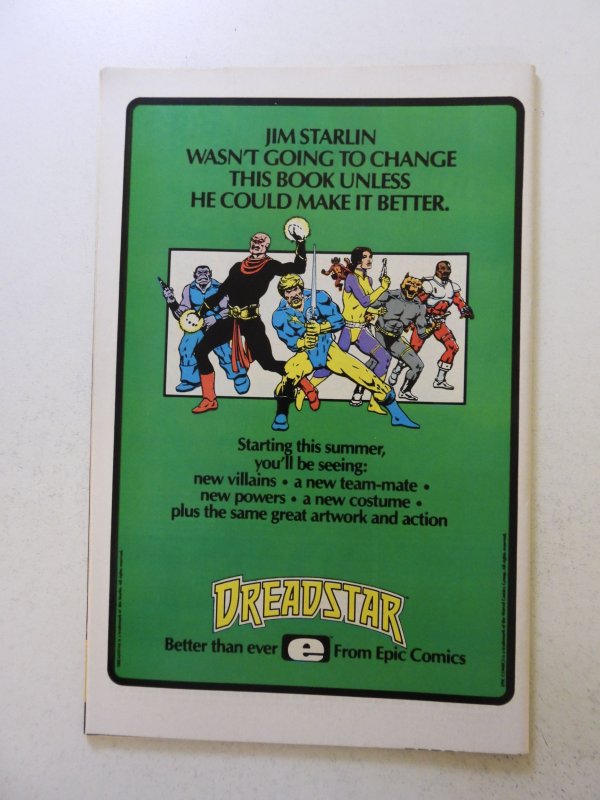 JIM STARLIN
WASN'T GOING TO CHANGE
THIS BOOK UNLESS
HE COULD MAKE IT BETTER.
Starting this summer,
you'll be seeing:
new villains • a new team-mate •
new powers • a new costume •
plus the same great artwork and action
DREADSTAR
Better than ever e From Epic Comics